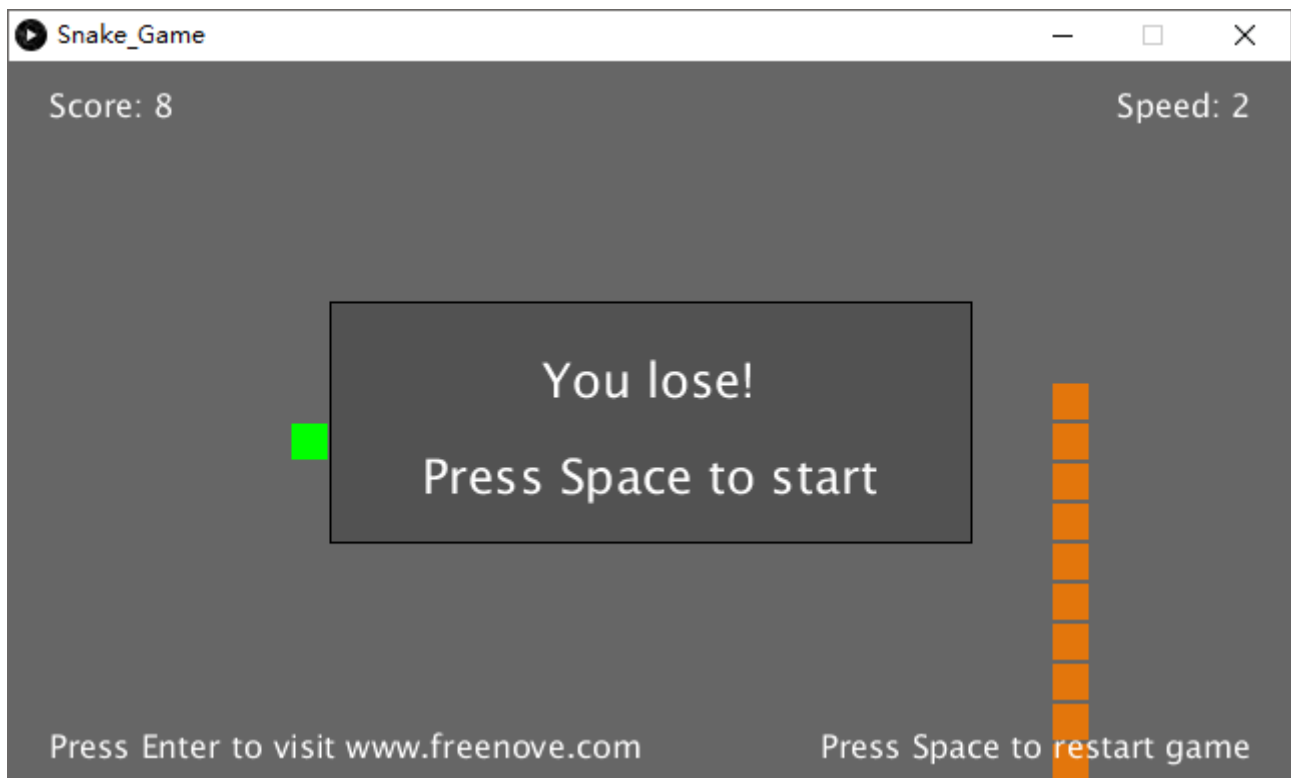 Snake_Game
Score: 8
Speed: 2
You lose!
Press Space to start
Press Enter to visit www.freenove.com
Press Space to restart game